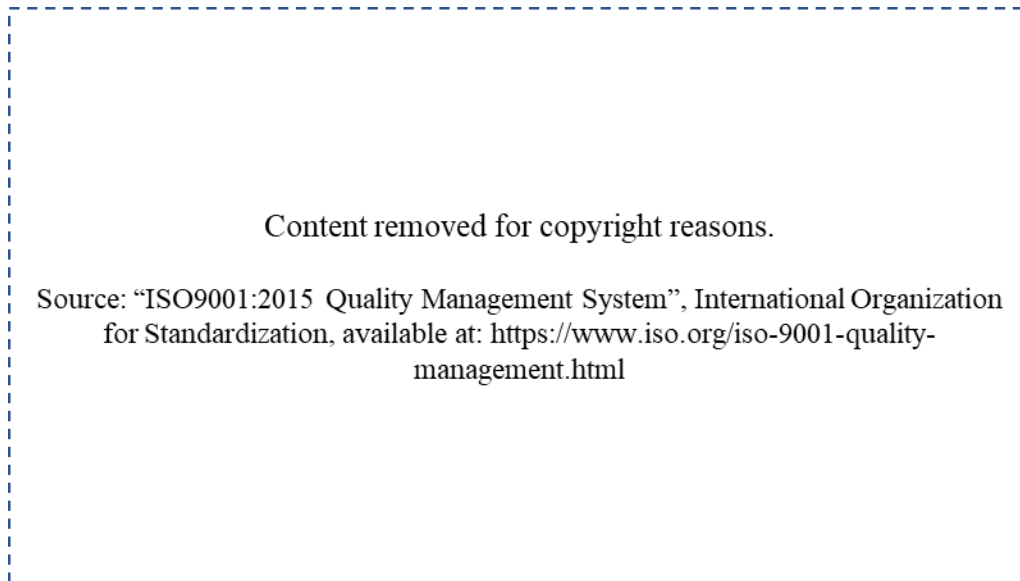 Content removed for copyright reasons.
Source: “ISO9001:2015 Quality Management System”, International Organization
for Standardization, available at: https://www.iso.org/iso-9001-quality-
management.html